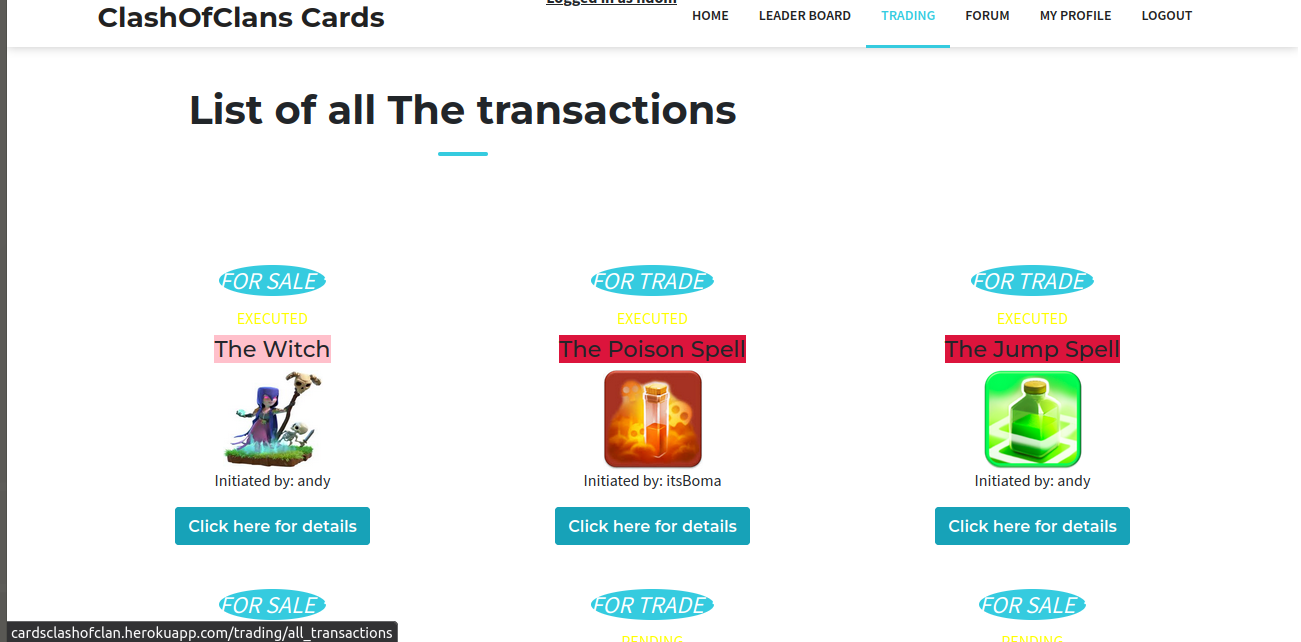 ClashOfClans Cards
Logged in as
HOME LEADER BOARD TRADING FORUM MY PROFILE LOGOUT
List of all The transactions
FOR SALE FOR TRADE FOR TRADE
EXECUTED EXECUTED EXECUTED
The Witch The Poison Spell The Jump Spell
Initiated by: andy Initiated by: itsBoma Initiated by: andy
Click here for details Click here for details Click here for details
FOR SALE FOR TRADE FOR SALE
PENDING PENDING
cardsclashofclan.herokuapp.com/trading/all_transactions